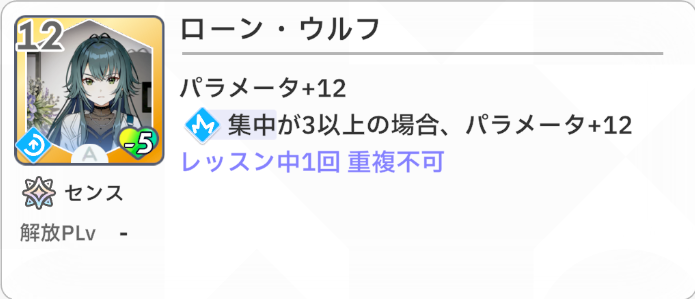 12
ローン・ウルフ
パラメータ+12
集中が3以上の場合、パラメータ+12
レッスン中1回 重複不可
-5
A
センス
解放PLv -